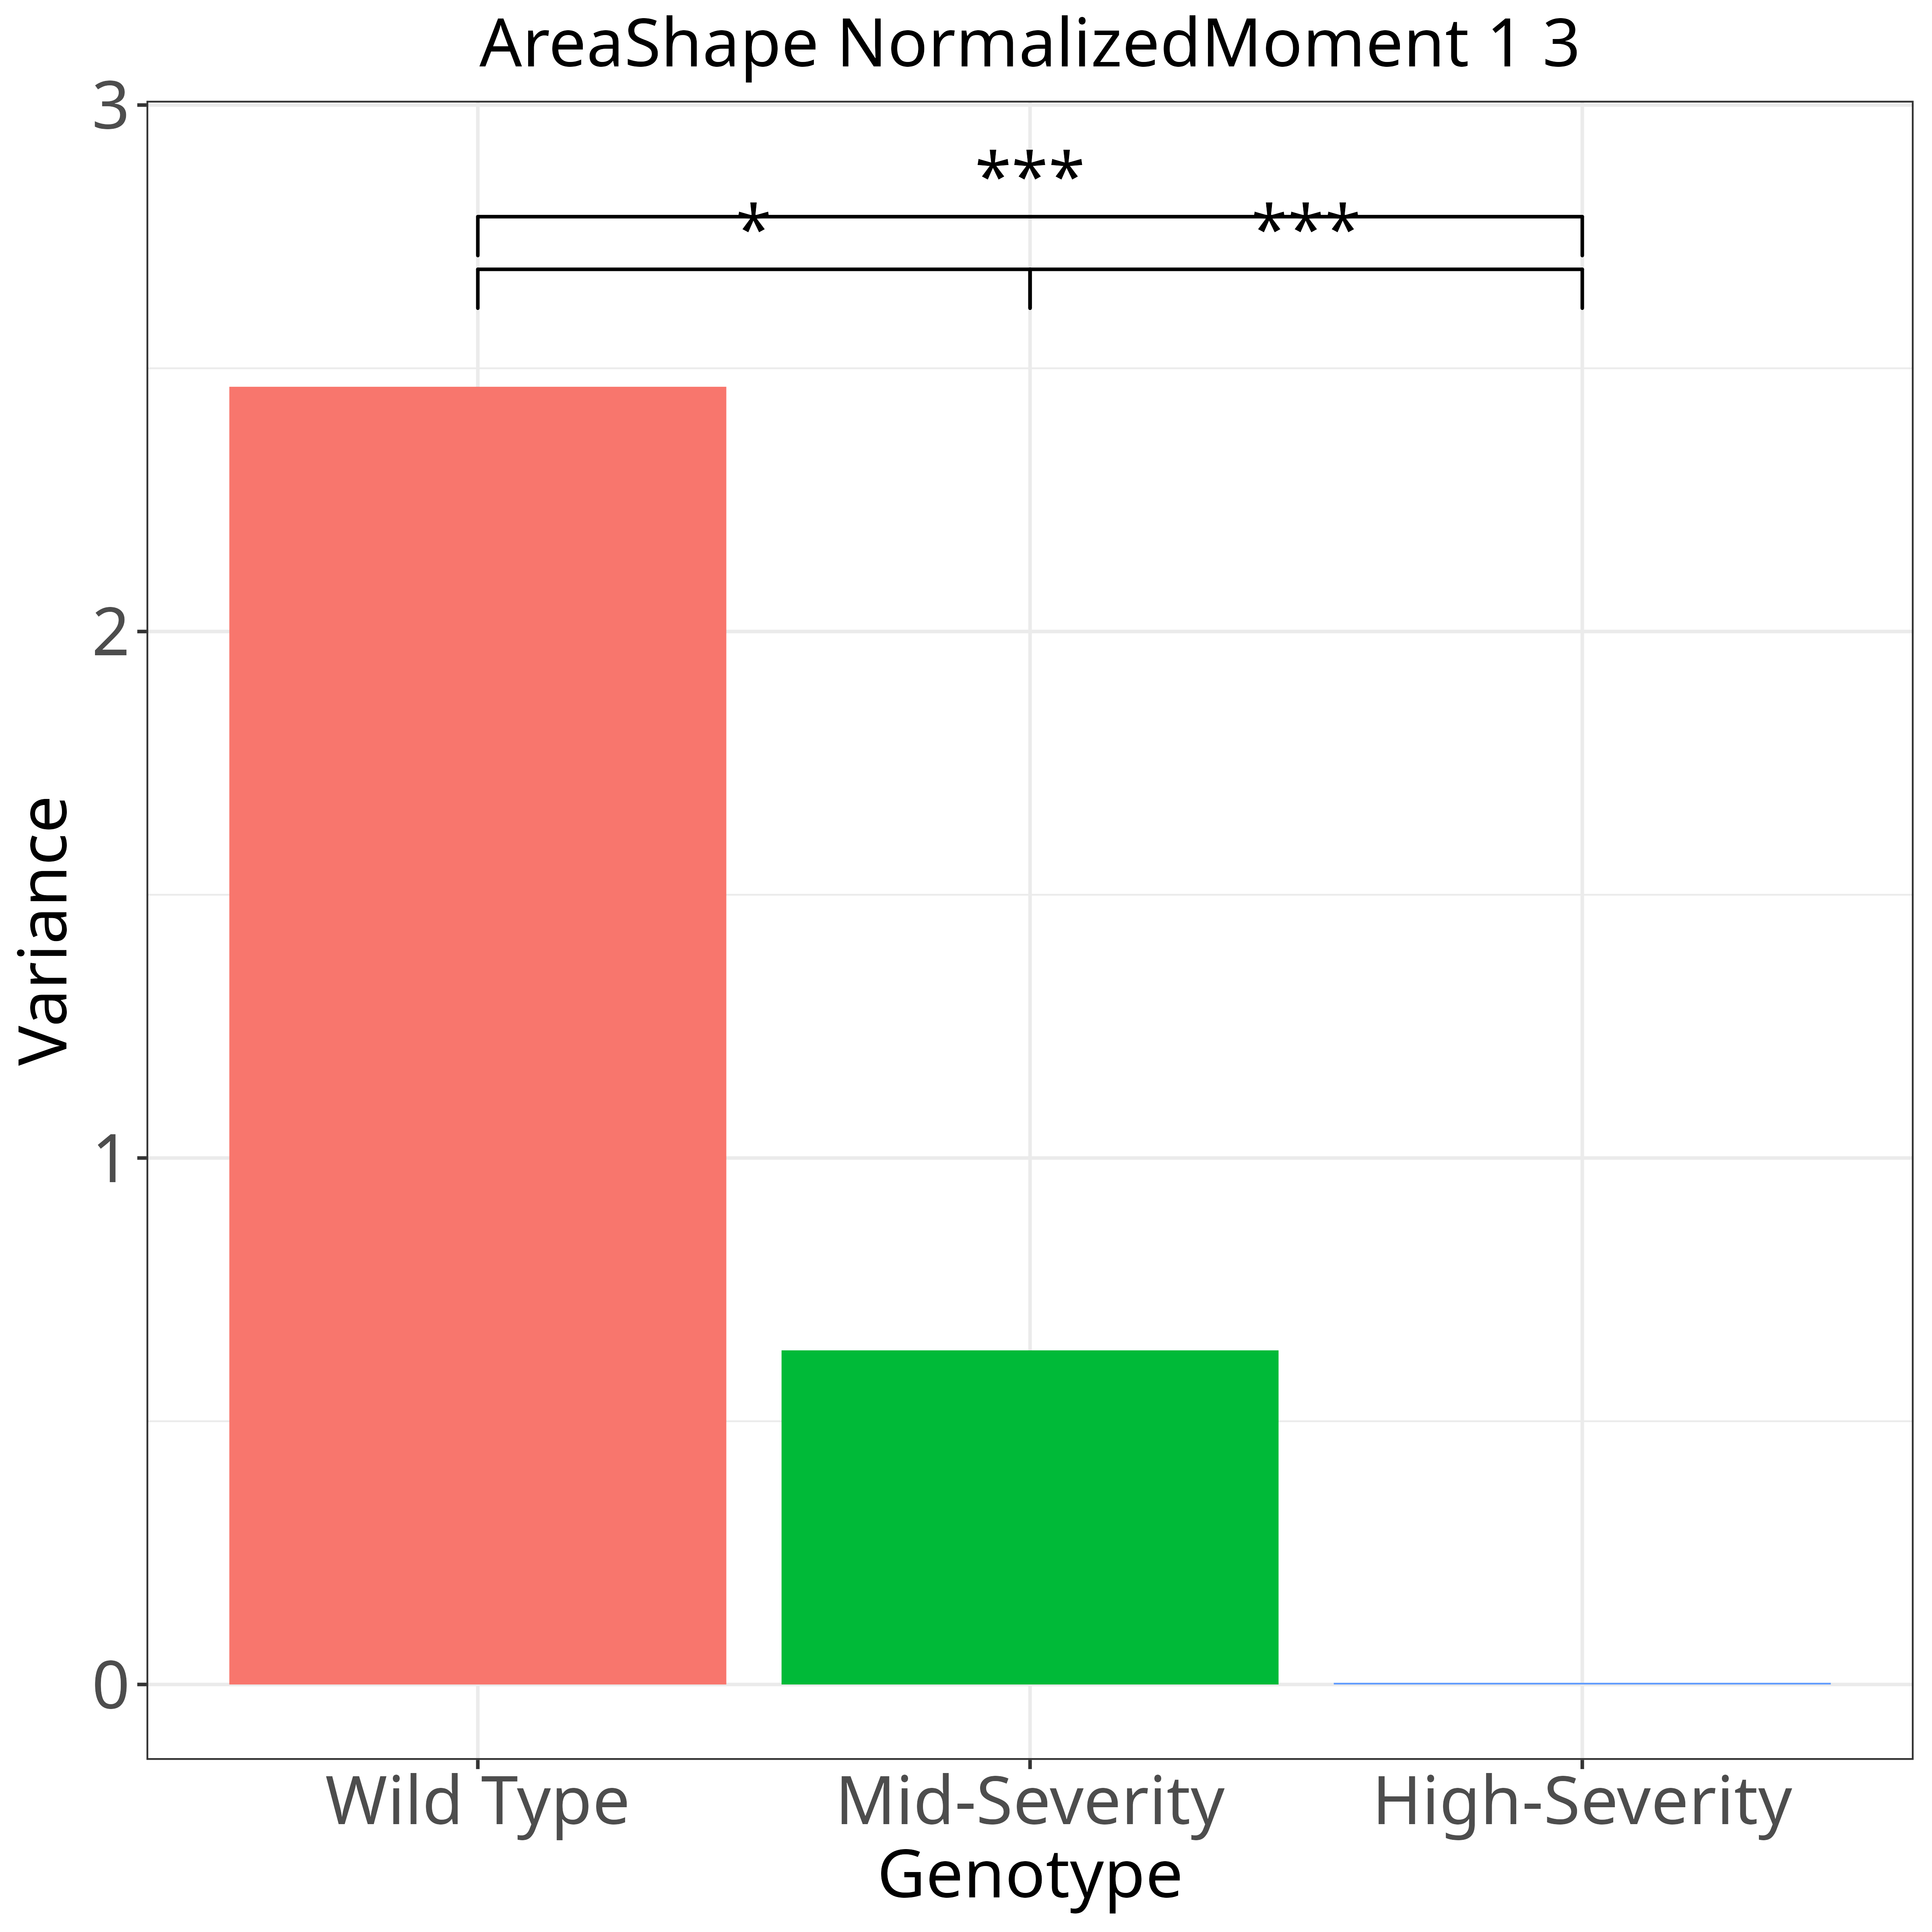 AreaShape NormalizedMoment 1 3
3
***
*
***
2
Variance
1
0
Wild Type
Mid-Severity
High-Severity
Genotype